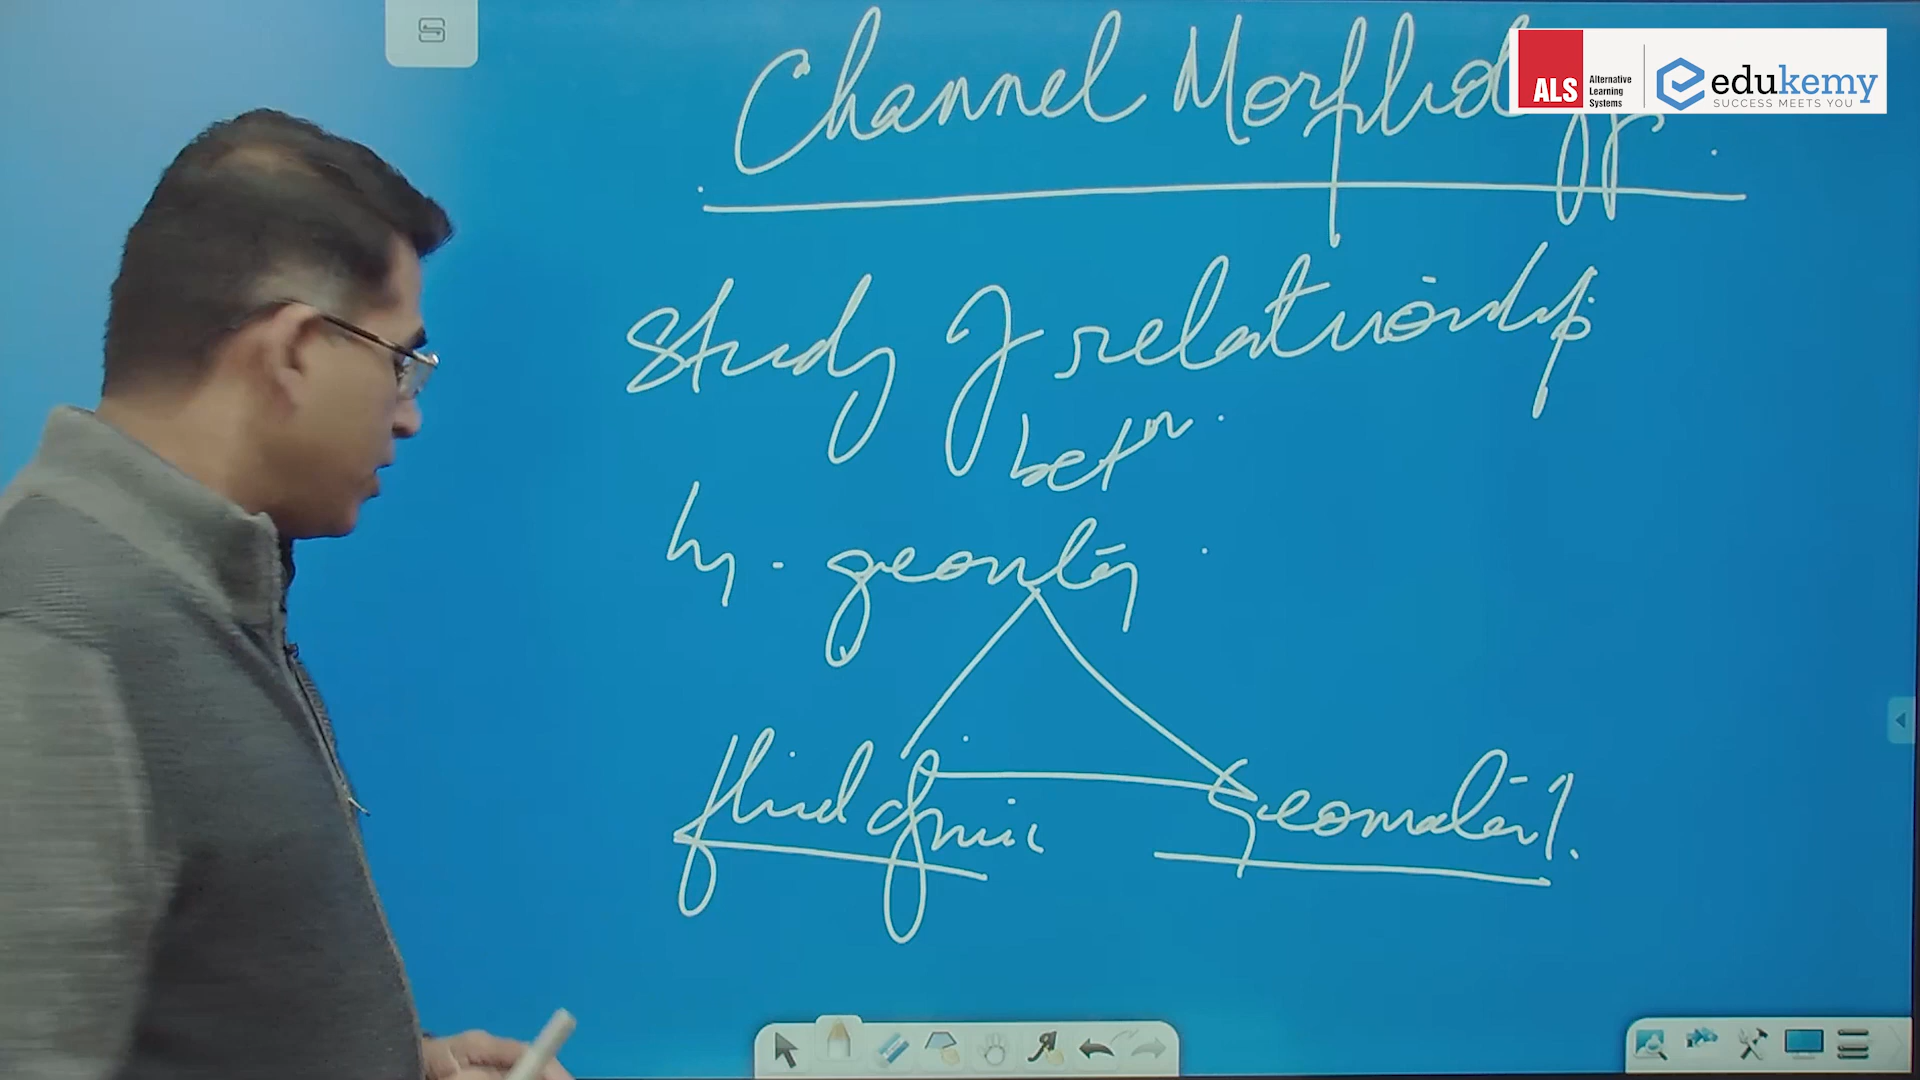 Channel Morphology
ALS
Alternative
Learning
Systems
edukemy
SUCCESS MEETS YOU
Study of relationship
betn
hy. geometry
fluid dynamic
Geomaterial.